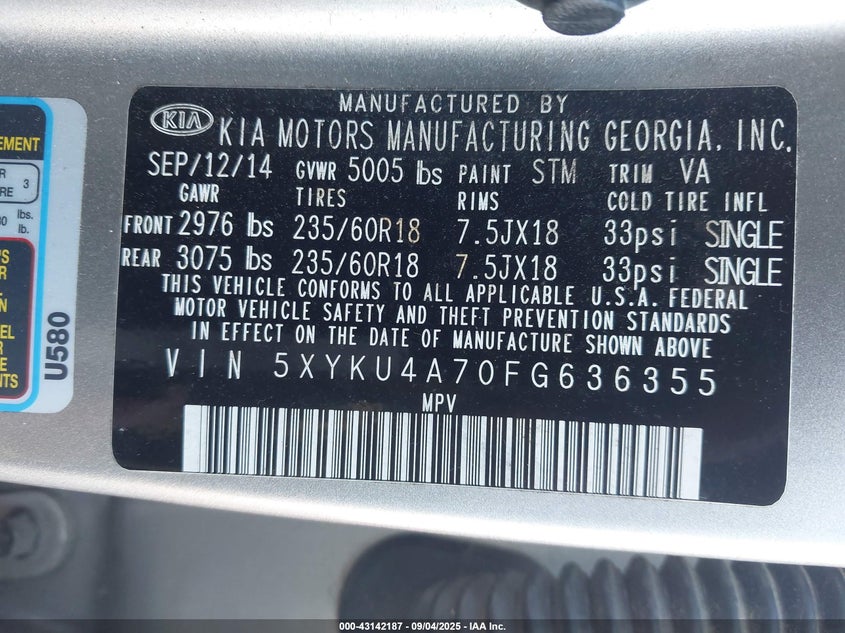 MANUFACTURED BY
KIA KIA MOTORS MANUFACTURING GEORGIA, INC.
SEP/12/14 GVWR 5005 lbs PAINT STM TRIM VA
GAWR TIRES RIMS COLD TIRE INFL
FRONT 2976 lbs 235/60R18 7.5JX18 33psi SINGLE
REAR 3075 lbs 235/60R18 7.5JX18 33psi SINGLE
THIS VEHICLE CONFORMS TO ALL APPLICABLE U.S.A. FEDERAL
MOTOR VEHICLE SAFETY AND THEFT PREVENTION STANDARDS
IN EFFECT ON THE DATE OF MANUFACTURE SHOWN ABOVE
VIN 5XYKU4A70FG636355
MPV
EMENT
3
lbs.
lb.
U580
000-43142187 - 09/04/2025 - IAA Inc.